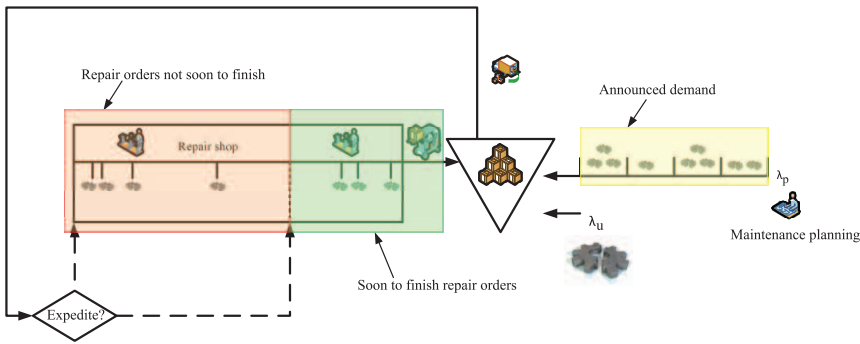 Repair orders not soon to finish
Announced demand
Repair shop
λp
λu
Maintenance planning
Soon to finish repair orders
Expedite?